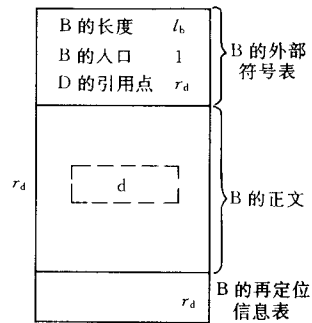 B 的长度 l_b
B 的人口 1
D 的引用点 r_d
B 的外部
符号表
r_d
d
B 的正文
r_d
B 的再定位
信息表